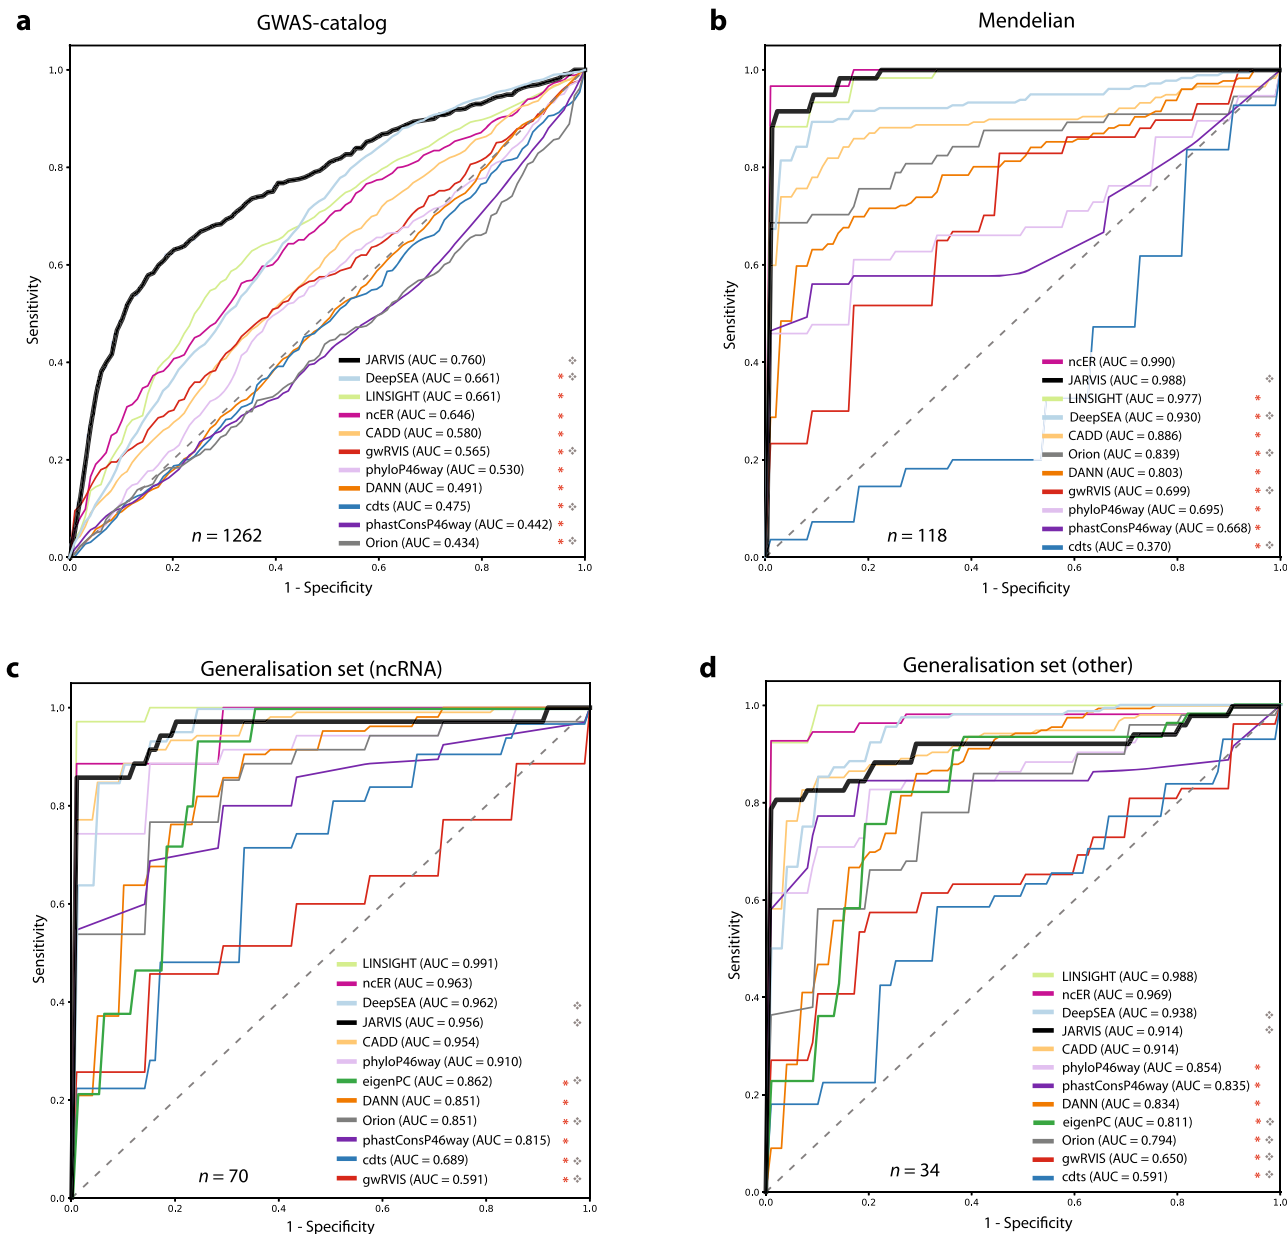 a
GWAS-catalog
1.0
0.8
0.6
0.4
0.2
0.0
Sensitivity
JARVIS (AUC = 0.760) ❖
DeepSEA (AUC = 0.661) * ❖
LINSIGHT (AUC = 0.661) *
ncER (AUC = 0.646) *
CADD (AUC = 0.580) *
gwRVIS (AUC = 0.565) * ❖
phyloP46way (AUC = 0.530) *
DANN (AUC = 0.491) *
cdts (AUC = 0.475) * ❖
phastConsP46way (AUC = 0.442) *
Orion (AUC = 0.434) * ❖
n = 1262
0.0 0.2 0.4 0.6 0.8 1.0
1 - Specificity
b
Mendelian
1.0
0.8
0.6
0.4
0.2
0.0
Sensitivity
ncER (AUC = 0.990)
JARVIS (AUC = 0.988) ❖
LINSIGHT (AUC = 0.977) *
DeepSEA (AUC = 0.930) * ❖
CADD (AUC = 0.886) *
Orion (AUC = 0.839) * ❖
DANN (AUC = 0.803) *
gwRVIS (AUC = 0.699) * ❖
phyloP46way (AUC = 0.695) *
phastConsP46way (AUC = 0.668) *
cdts (AUC = 0.370) * ❖
n = 118
0.0 0.2 0.4 0.6 0.8 1.0
1 - Specificity
c
Generalisation set (ncRNA)
1.0
0.8
0.6
0.4
0.2
0.0
Sensitivity
LINSIGHT (AUC = 0.991)
ncER (AUC = 0.963)
DeepSEA (AUC = 0.962) ❖
JARVIS (AUC = 0.956) ❖
CADD (AUC = 0.954)
phyloP46way (AUC = 0.910)
eigenPC (AUC = 0.862) * ❖
DANN (AUC = 0.851) *
Orion (AUC = 0.851) * ❖
phastConsP46way (AUC = 0.815) *
cdts (AUC = 0.689) * ❖
gwRVIS (AUC = 0.591) * ❖
n = 70
0.0 0.2 0.4 0.6 0.8 1.0
1 - Specificity
d
Generalisation set (other)
1.0
0.8
0.6
0.4
0.2
0.0
Sensitivity
LINSIGHT (AUC = 0.988)
ncER (AUC = 0.969)
DeepSEA (AUC = 0.938) ❖
JARVIS (AUC = 0.914) ❖
CADD (AUC = 0.914)
phyloP46way (AUC = 0.854) *
phastConsP46way (AUC = 0.835) *
DANN (AUC = 0.834) *
eigenPC (AUC = 0.811) * ❖
Orion (AUC = 0.794) * ❖
gwRVIS (AUC = 0.650) * ❖
cdts (AUC = 0.591) * ❖
n = 34
0.0 0.2 0.4 0.6 0.8 1.0
1 - Specificity